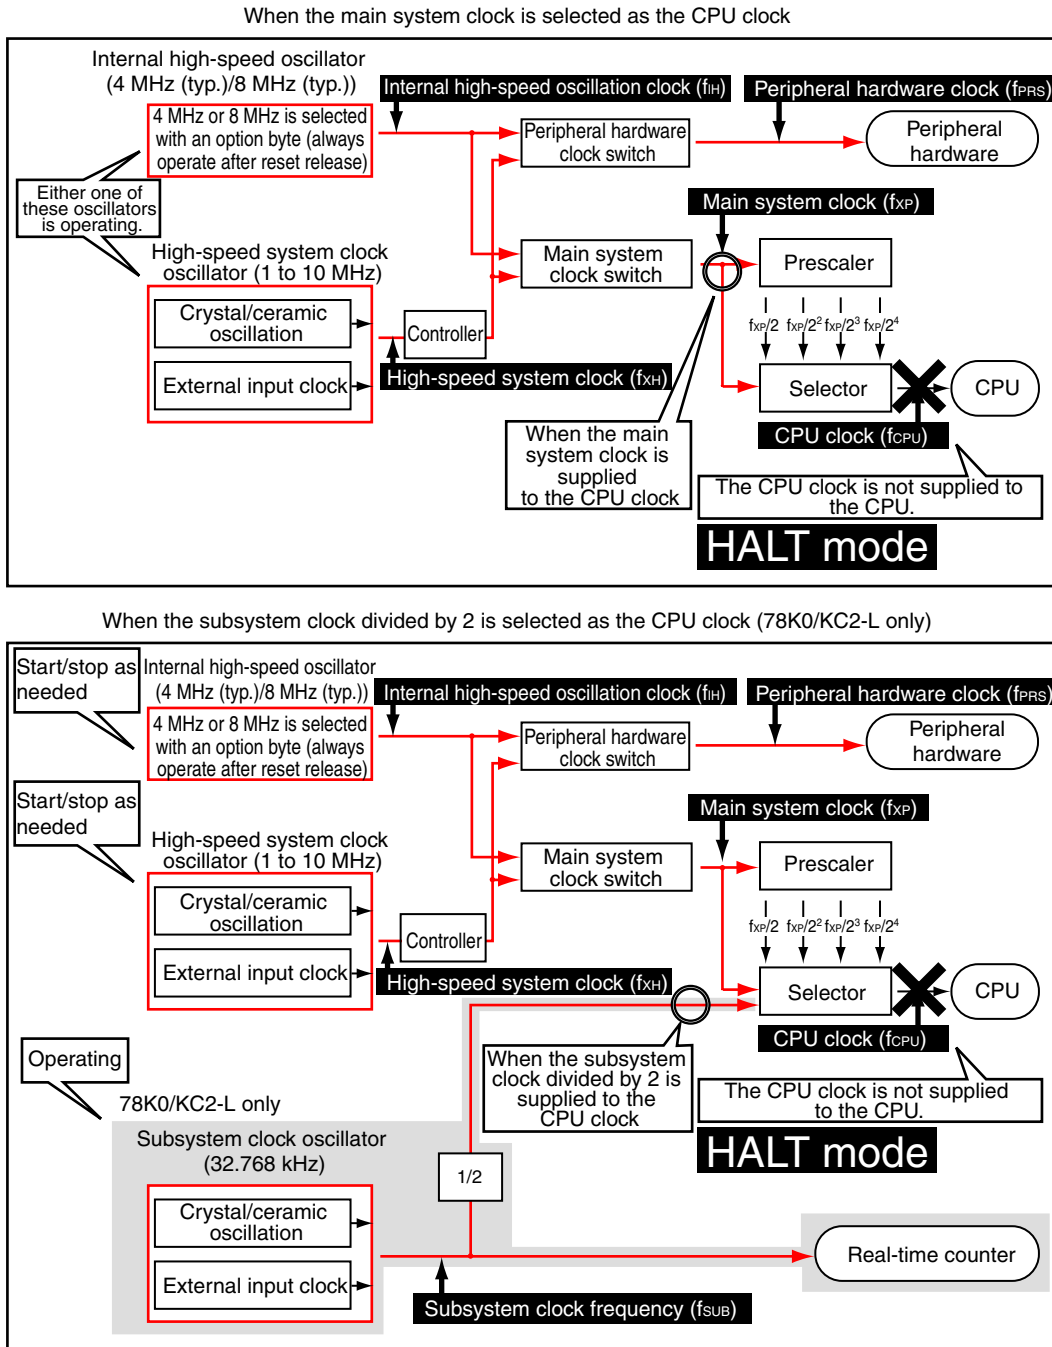 When the main system clock is selected as the CPU clock
Internal high-speed oscillator
(4 MHz (typ.)/8 MHz (typ.))
4 MHz or 8 MHz is selected
with an option byte (always
operate after reset release)
Internal high-speed oscillation clock (fIH)
Peripheral hardware clock (fPRS)
Peripheral hardware
clock switch
Peripheral
hardware
Either one of
these oscillators
is operating.
Main system clock (fXP)
High-speed system clock
oscillator (1 to 10 MHz)
Main system
clock switch
Prescaler
Crystal/ceramic
oscillation
Controller
fXP/2 fXP/2² fXP/2³ fXP/2⁴
External input clock
High-speed system clock (fXH)
Selector
CPU
CPU clock (fCPU)
When the main
system clock is
supplied
to the CPU clock
The CPU clock is not supplied to
the CPU.
HALT mode
When the subsystem clock divided by 2 is selected as the CPU clock (78K0/KC2-L only)
Start/stop as
needed
Internal high-speed oscillator
(4 MHz (typ.)/8 MHz (typ.))
4 MHz or 8 MHz is selected
with an option byte (always
operate after reset release)
Internal high-speed oscillation clock (fIH)
Peripheral hardware clock (fPRS)
Peripheral hardware
clock switch
Peripheral
hardware
Start/stop as
needed
Main system clock (fXP)
High-speed system clock
oscillator (1 to 10 MHz)
Main system
clock switch
Prescaler
Crystal/ceramic
oscillation
Controller
fXP/2 fXP/2² fXP/2³ fXP/2⁴
External input clock
High-speed system clock (fXH)
Selector
CPU
CPU clock (fCPU)
Operating
When the subsystem
clock divided by 2 is
supplied to the
CPU clock
The CPU clock is not supplied
to the CPU.
HALT mode
78K0/KC2-L only
Subsystem clock oscillator
(32.768 kHz)
1/2
Crystal/ceramic
oscillation
External input clock
Real-time counter
Subsystem clock frequency (fSUB)